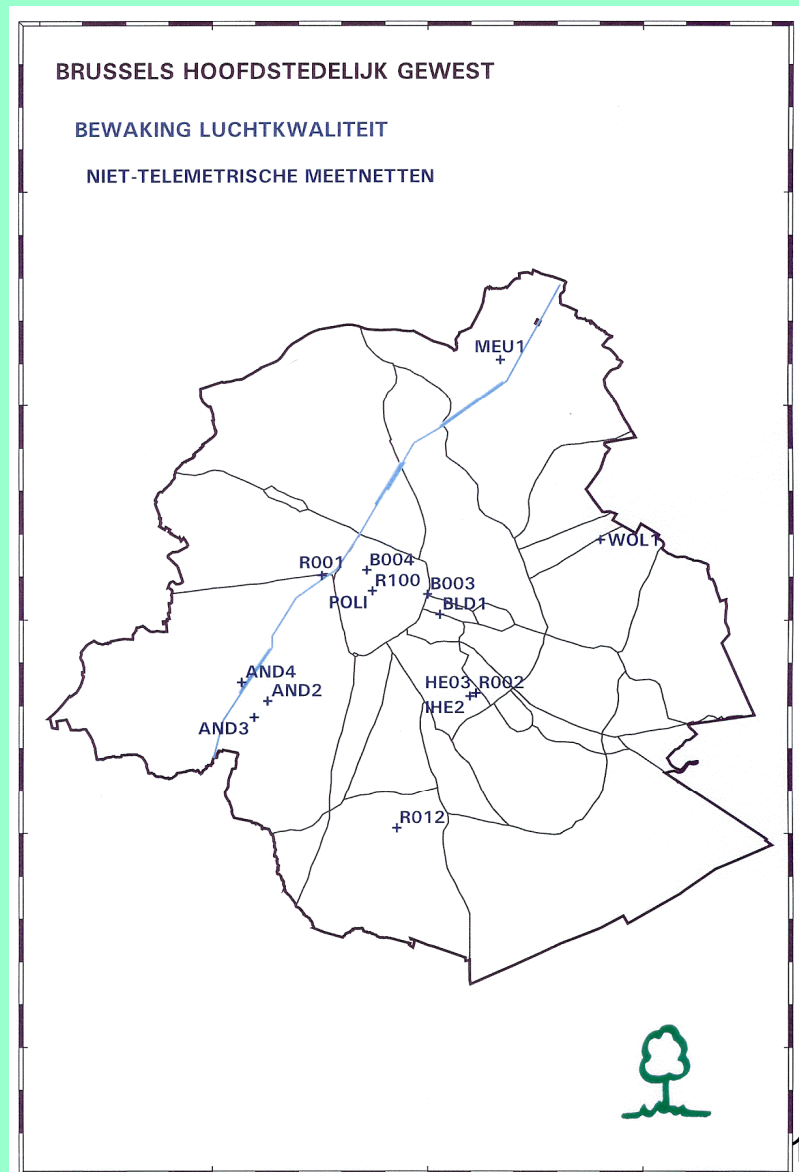 BRUSSELS HOOFDSTEDELIJK GEWEST
BEWAKING LUCHTKWALITEIT
NIET-TELEMETRISCHE MEETNETTEN
MEU1
WOL1
R001
B004
R100
POLI
B003
BLD1
AND4
AND2
AND3
HE03
R002
IHE2
R012